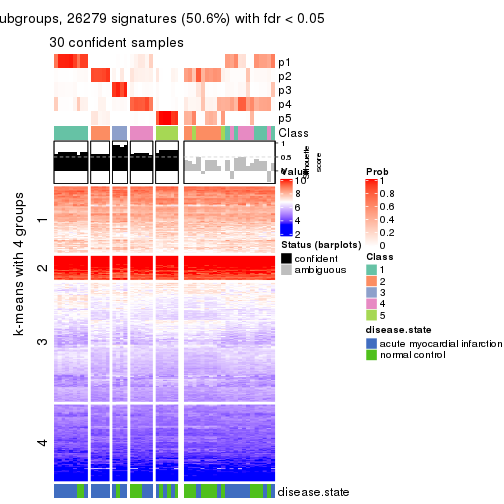 ubgroups, 26279 signatures (50.6%) with fdr < 0.05
30 confident samples
p1
p2
p3
p4
p5
Class
1
0.5
0
silhouette
score
k-means with 4 groups
1
2
3
4
disease.state
Value
10
8
6
4
2
Status (barplots)
confident
ambiguous
Prob
1
0.8
0.6
0.4
0.2
0
Class
1
2
3
4
5
disease.state
acute myocardial infarction
normal control